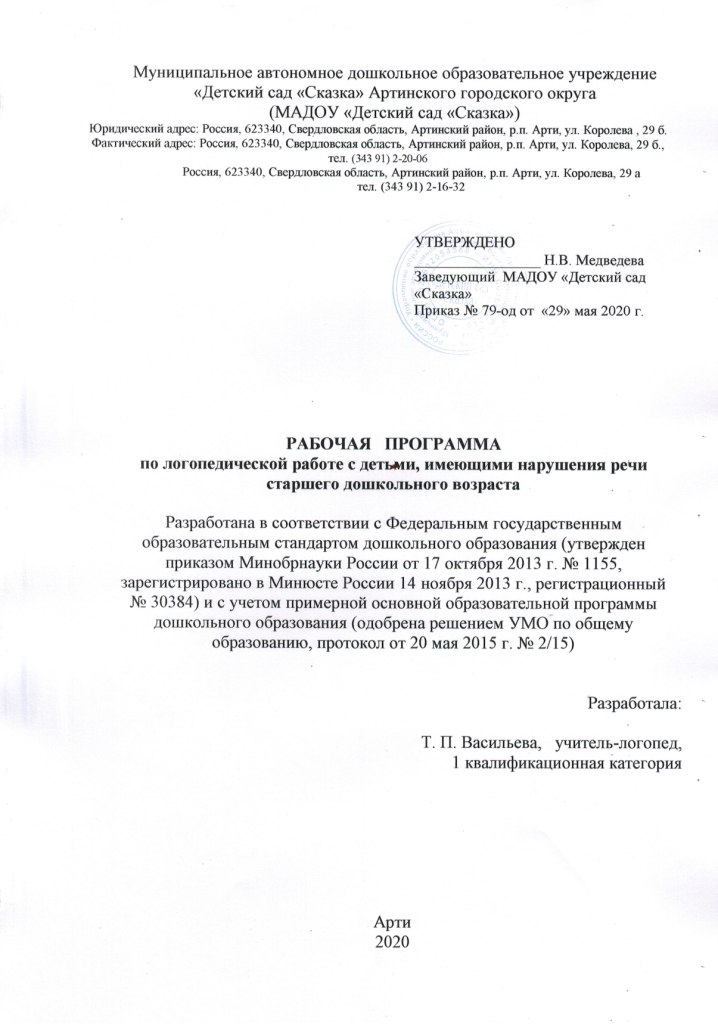 Муниципальное автономное дошкольное образовательное учреждение
«Детский сад «Сказка» Артинского городского округа
(МАДОУ «Детский сад «Сказка»)
Юридический адрес: Россия, 623340, Свердловская область, Артинский район, р.п. Арти, ул. Королева , 29 б.
Фактический адрес: Россия, 623340, Свердловская область, Артинский район, р.п. Арти, ул. Королева, 29 б.,
тел. (343 91) 2-20-06
Россия, 623340, Свердловская область, Артинский район, р.п. Арти, ул. Королева, 29 а
тел. (343 91) 2-16-32
УТВЕРЖДЕНО
__________________ Н.В. Медведева
Заведующий МАДОУ «Детский сад
«Сказка»
Приказ № 79-од от «29» мая 2020 г.
РАБОЧАЯ ПРОГРАММА
по логопедической работе с детьми, имеющими нарушения речи
старшего дошкольного возраста
Разработана в соответствии с Федеральным государственным
образовательным стандартом дошкольного образования (утвержден
приказом Минобрнауки России от 17 октября 2013 г. № 1155,
зарегистрировано в Минюсте России 14 ноября 2013 г., регистрационный
№ 30384) и с учетом примерной основной образовательной программы
дошкольного образования (одобрена решением УМО по общему
образованию, протокол от 20 мая 2015 г. № 2/15)
Разработала:
Т. П. Васильева, учитель-логопед,
1 квалификационная категория
Арти
2020